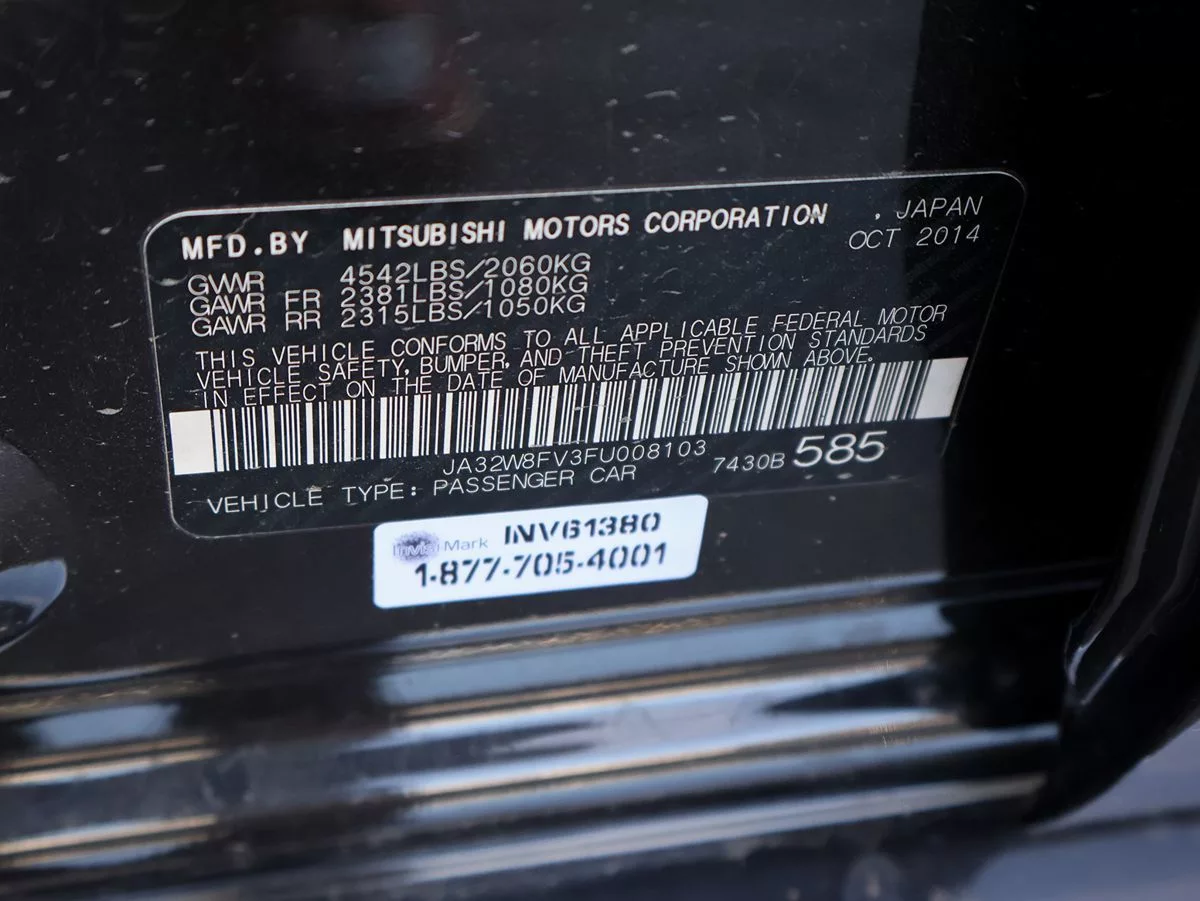 MFD.BY MITSUBISHI MOTORS CORPORATION , JAPAN
OCT 2014
GVWR 4542LBS/2060KG
GAWR FR 2381LBS/1080KG
GAWR RR 2315LBS/1050KG
THIS VEHICLE CONFORMS TO ALL APPLICABLE FEDERAL MOTOR
VEHICLE SAFETY, BUMPER, AND THEFT PREVENTION STANDARDS
IN EFFECT ON THE DATE OF MANUFACTURE SHOWN ABOVE.
JA32W8FV3FU008103
7430B 585
VEHICLE TYPE: PASSENGER CAR
InvisiMark INV61380
1-877-705-4001